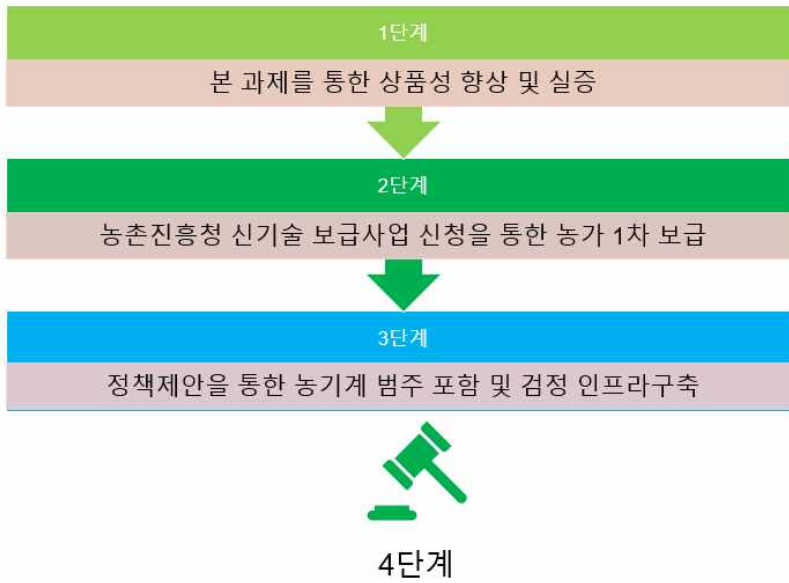 1단계
본 과제를 통한 상품성 향상 및 실증
2단계
농촌진흥청 신기술 보급사업 신청을 통한 농가 1차 보급
3단계
정책제안을 통한 농기계 범주 포함 및 검정 인프라구축
4단계